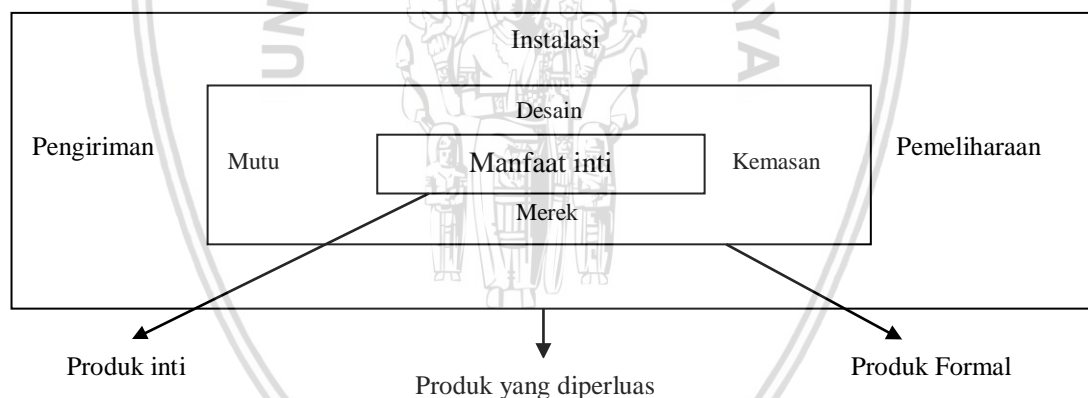 Instalasi
Desain
Pengiriman
Mutu
Manfaat inti
Kemasan
Pemeliharaan
Merek
Produk inti
Produk yang diperluas
Produk Formal